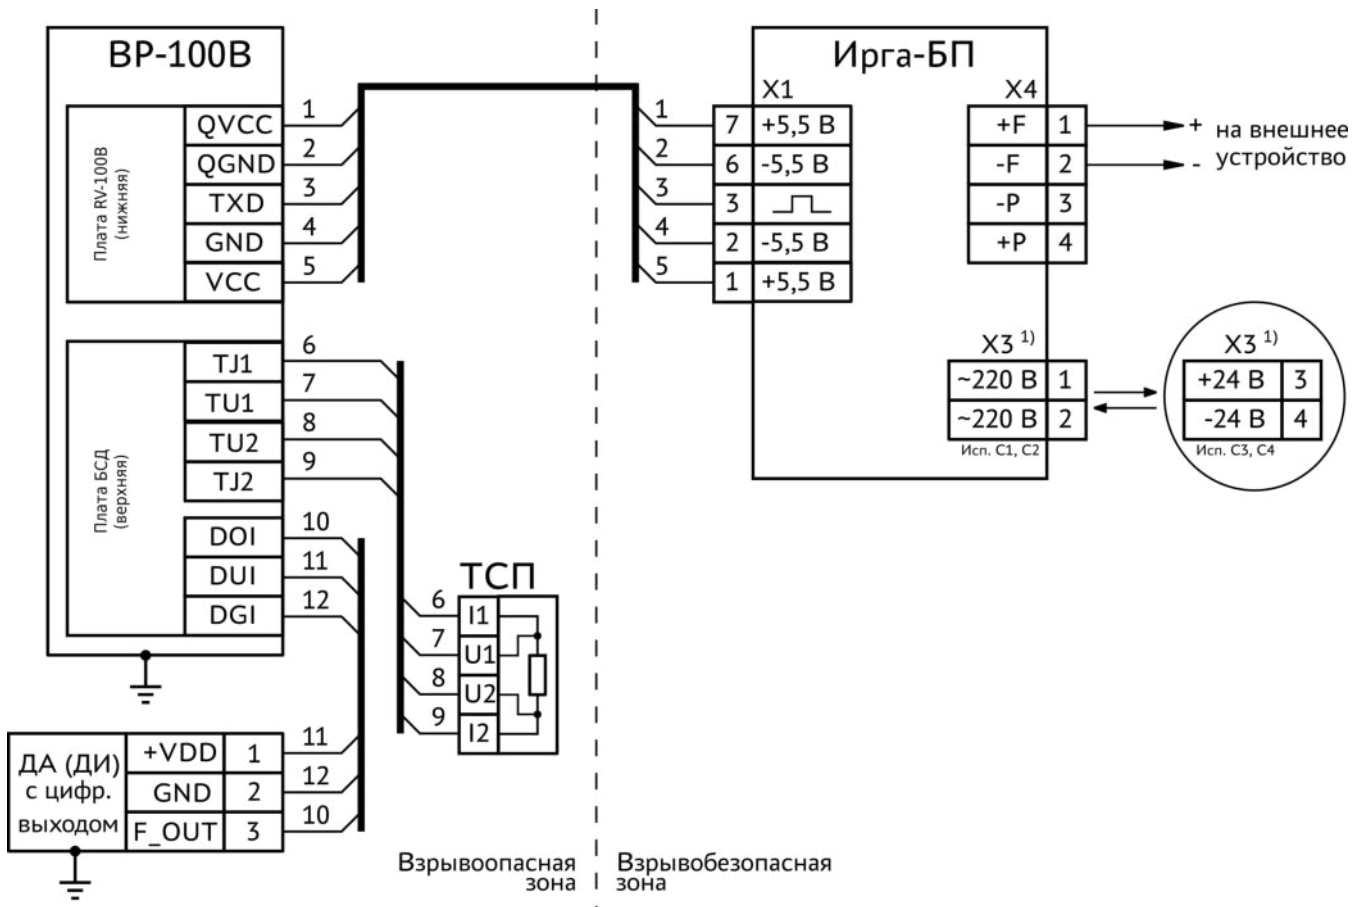 ВР-100В
Плата RV-100В
(нижняя)
QVCC 1
QGND 2
TXD 3
GND 4
VCC 5
Плата БСД
(верхняя)
TJ1 6
TU1 7
TU2 8
TJ2 9
DOI 10
DUI 11
DGI 12
ДА (ДИ)
с цифр.
выходом
+VDD 1 11
GND 2 12
F_OUT 3 10
ТСП
6 I1
7 U1
8 U2
9 I2
Взрывоопасная
зона
Взрывобезопасная
зона
Ирга-БП
X1
1 7 +5,5 В
2 6 -5,5 В
3 3
4 2 -5,5 В
5 1 +5,5 В
X4
+F 1 +
-F 2 -
-P 3
+P 4
на внешнее
устройство
X3 1)
~220 В 1
~220 В 2
Исп. С1, С2
X3 1)
+24 В 3
-24 В 4
Исп. С3, С4